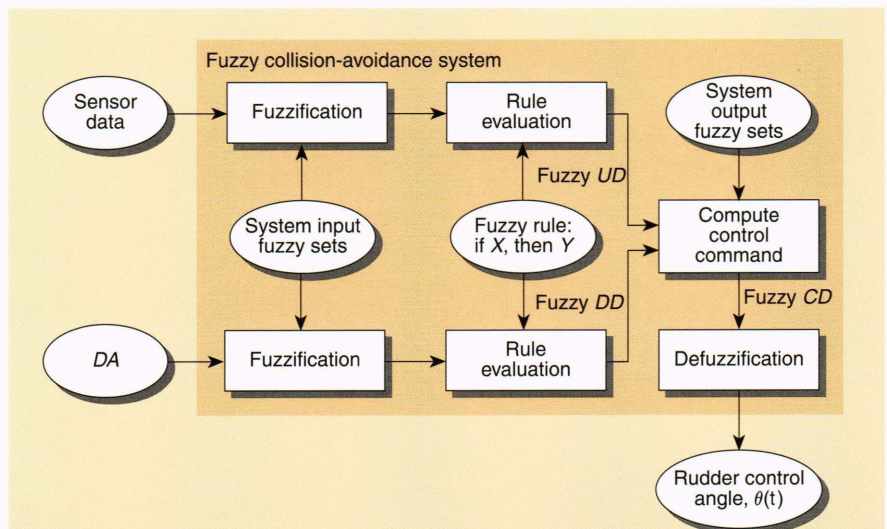 Fuzzy collision-avoidance system
Sensor
data
Fuzzification
Rule
evaluation
System
output
fuzzy sets
Fuzzy UD
System input
fuzzy sets
Fuzzy rule:
if X, then Y
Compute
control
command
Fuzzy DD
Fuzzy CD
DA
Fuzzification
Rule
evaluation
Defuzzification
Rudder control
angle, θ(t)